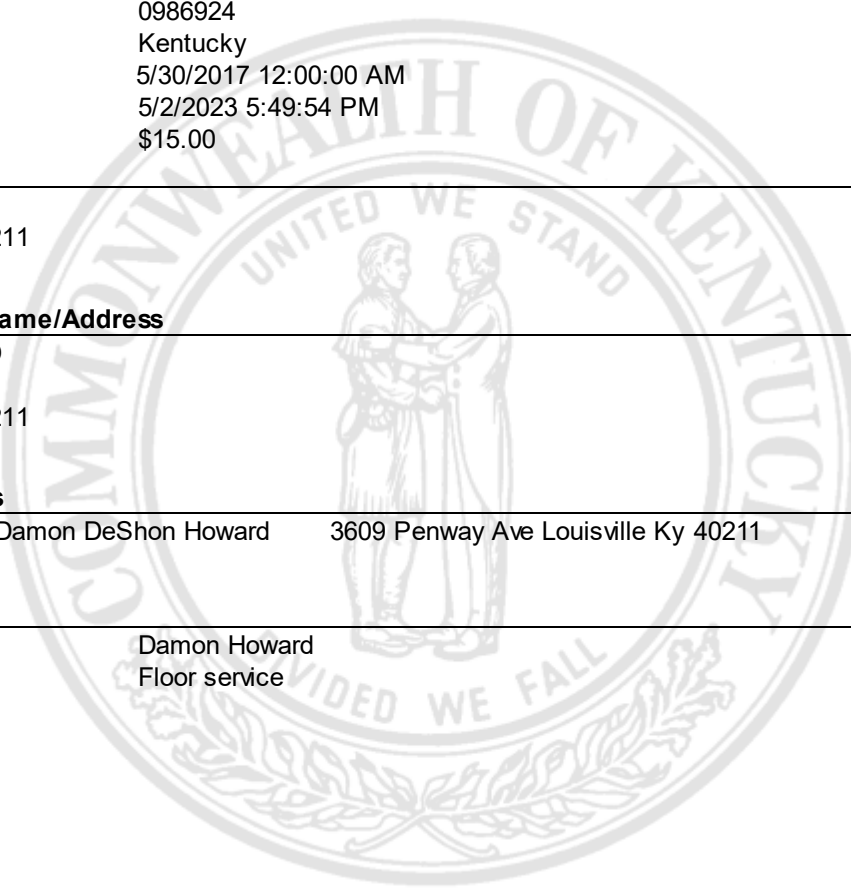 0986924
Kentucky
5/30/2017 12:00:00 AM
5/2/2023 5:49:54 PM
$15.00
211
ame/Address
211
s
Damon DeShon Howard 3609 Penway Ave Louisville Ky 40211
Damon Howard
Floor service
COMMONWEALTH OF KENTUCKY
UNITED WE STAND
DIVIDED WE FALL